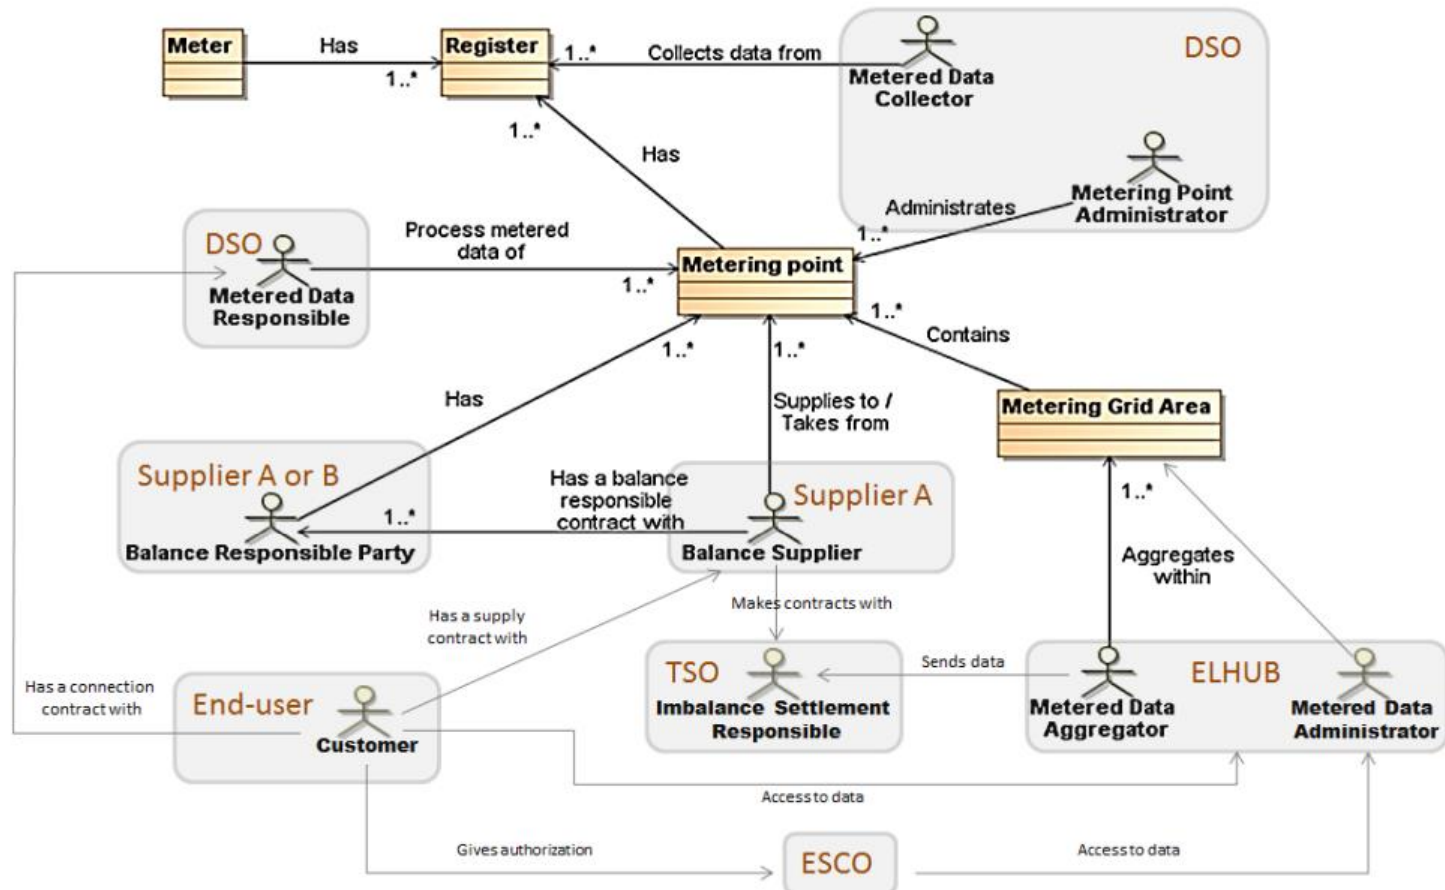 Meter
Has
1..*
Register
1..*
Collects data from
Metered Data
Collector
DSO
1..*
Has
Metering Point
Administrator
Administrates
1..*
DSO
Metered Data
Responsible
Process metered
data of
1..*
Metering point
1..*
1..*
1..*
Contains
Has
Supplies to /
Takes from
Metering Grid Area
Supplier A or B
Balance Responsible Party
1..*
Has a balance
responsible
contract with
Supplier A
Balance Supplier
1..*
Aggregates
within
Has a supply
contract with
Makes contracts with
Has a connection
contract with
End-user
Customer
TSO
Imbalance Settlement
Responsible
Sends data
ELHUB
Metered Data
Aggregator
Metered Data
Administrator
Access to data
Gives authorization
ESCO
Access to data